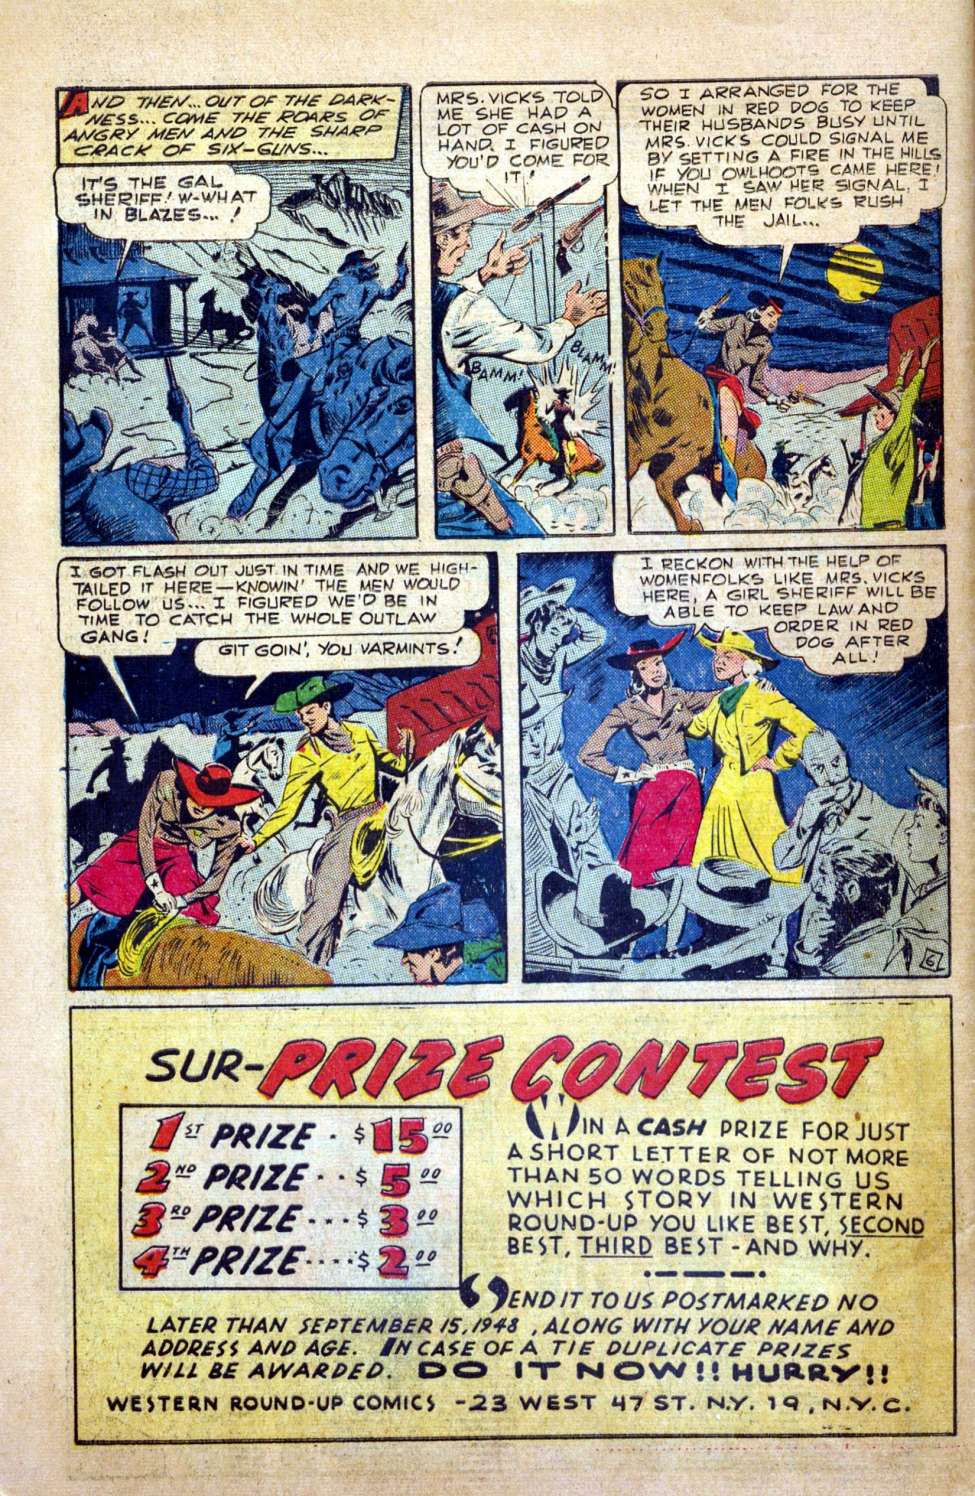 AND THEN... OUT OF THE DARK-
NESS... COME THE ROARS OF
ANGRY MEN AND THE SHARP
CRACK OF SIX-GUNS...
IT'S THE GAL
SHERIFF! W-WHAT
IN BLAZES...!
MRS. VICKS TOLD
ME SHE HAD A
LOT OF CASH ON
HAND. I FIGURED
YOU'D COME FOR
IT!
BAMM!
BLAMM!
SO I ARRANGED FOR THE
WOMEN IN RED DOG TO KEEP
THEIR HUSBANDS BUSY UNTIL
MRS. VICKS COULD SIGNAL ME
BY SETTING A FIRE IN THE HILLS
IF YOU OWLHOOTS CAME HERE!
WHEN I SAW HER SIGNAL, I
LET THE MEN FOLKS RUSH
THE JAIL...
I GOT FLASH OUT JUST IN TIME AND WE HIGH-
TAILED IT HERE—KNOWIN' THE MEN WOULD
FOLLOW US... I FIGURED WE'D BE IN
TIME TO CATCH THE WHOLE OUTLAW
GANG!
GIT GOIN', YOU VARMINTS!
I RECKON WITH THE HELP OF
WOMENFOLKS LIKE MRS. VICKS
HERE, A GIRL SHERIFF WILL BE
ABLE TO KEEP LAW AND
ORDER IN RED
DOG AFTER
ALL!
6
SUR-PRIZE CONTEST
1ST PRIZE · $15 00
2ND PRIZE · · $ 5 00
3RD PRIZE · · · $ 3 00
4TH PRIZE · · · · $ 2 00
WIN A CASH PRIZE FOR JUST
A SHORT LETTER OF NOT MORE
THAN 50 WORDS TELLING US
WHICH STORY IN WESTERN
ROUND-UP YOU LIKE BEST, SECOND
BEST, THIRD BEST - AND WHY.
SEND IT TO US POSTMARKED NO
LATER THAN SEPTEMBER 15, 1948, ALONG WITH YOUR NAME AND
ADDRESS AND AGE. IN CASE OF A TIE DUPLICATE PRIZES
WILL BE AWARDED. DO IT NOW!! HURRY!!
WESTERN ROUND-UP COMICS - 23 WEST 47 ST. N.Y. 19, N.Y.C.